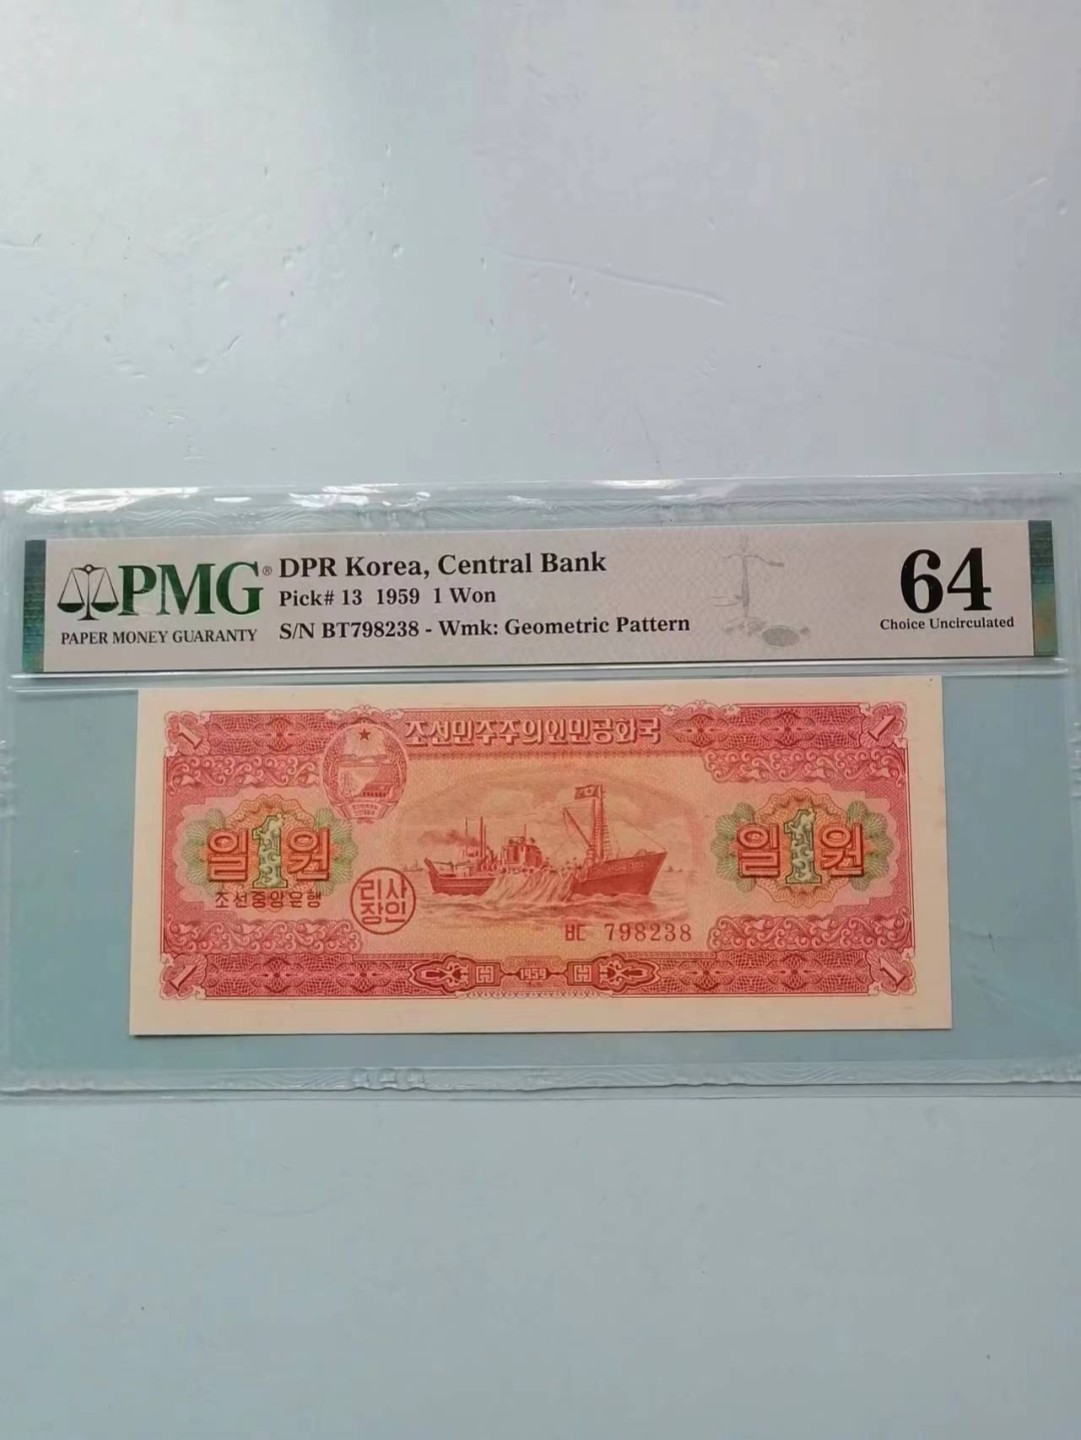 PMG®
PAPER MONEY GUARANTY
DPR Korea, Central Bank
Pick# 13 1959 1 Won
S/N BT798238 - Wmk: Geometric Pattern
64
Choice Uncirculated
1
조선민주주의인민공화국
1
일1원
조선중앙은행
리사
장인
일1원
ㅂㄷ 798238
1
1959
1